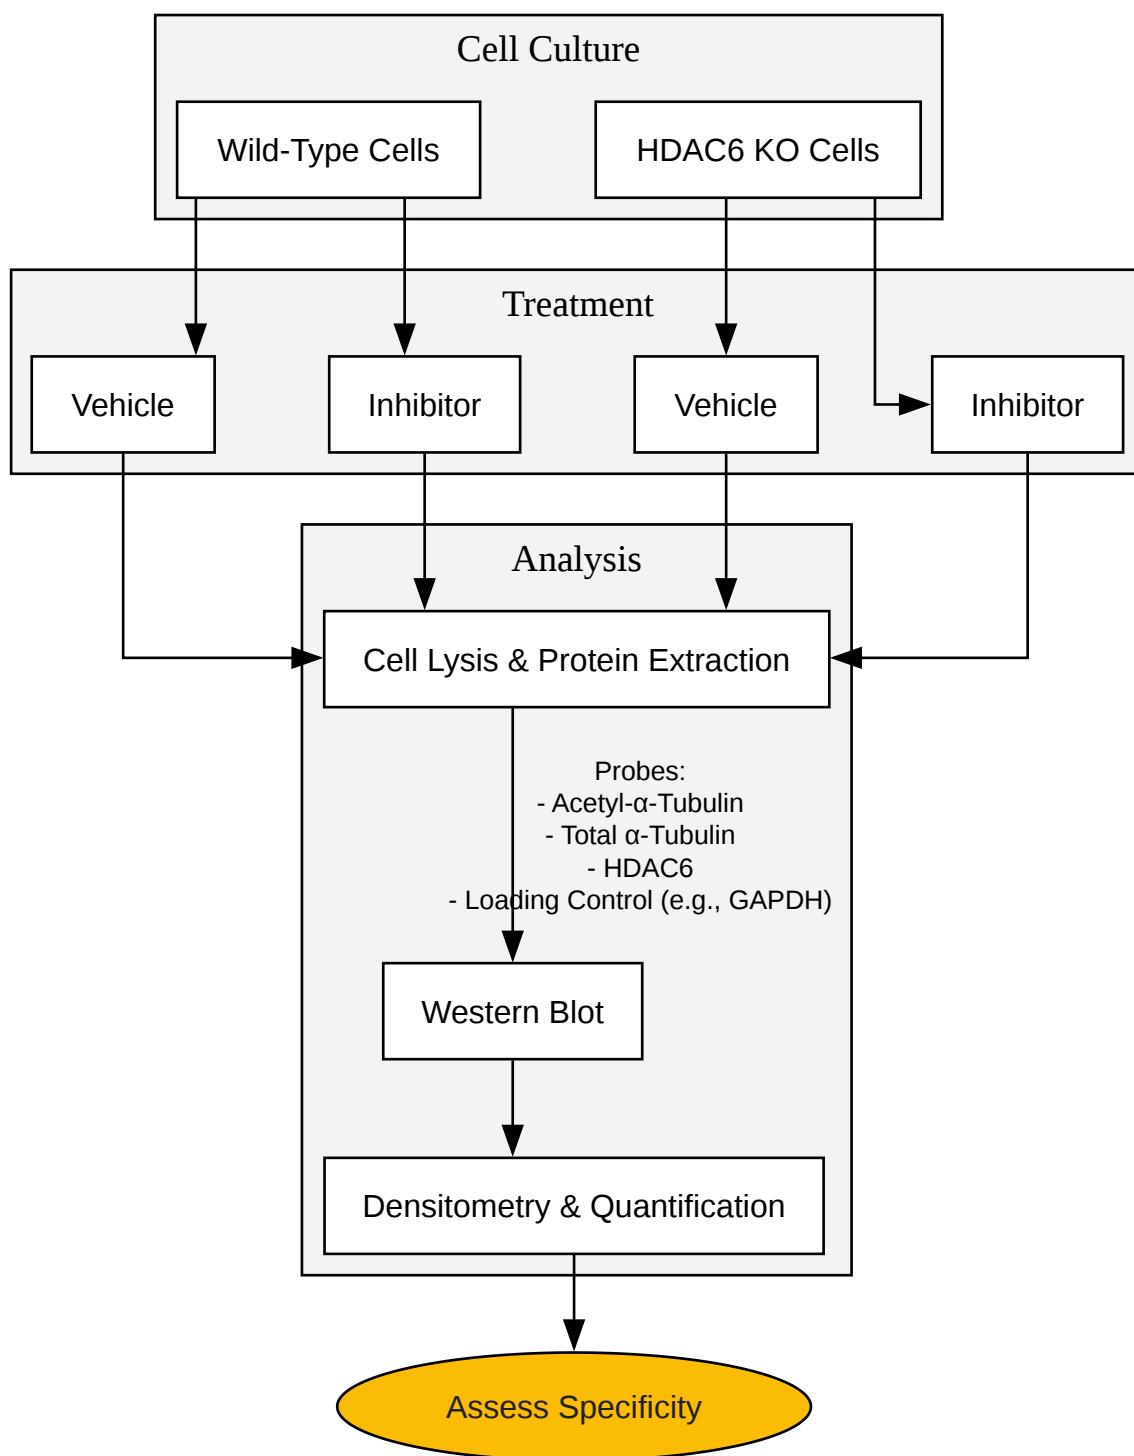 Cell Culture
Wild-Type Cells
HDAC6 KO Cells
Treatment
Vehicle
Inhibitor
Vehicle
Inhibitor
Analysis
Cell Lysis & Protein Extraction
Probes:
- Acetyl-α-Tubulin
- Total α-Tubulin
- HDAC6
- Loading Control (e.g., GAPDH)
Western Blot
Densitometry & Quantification
Assess Specificity